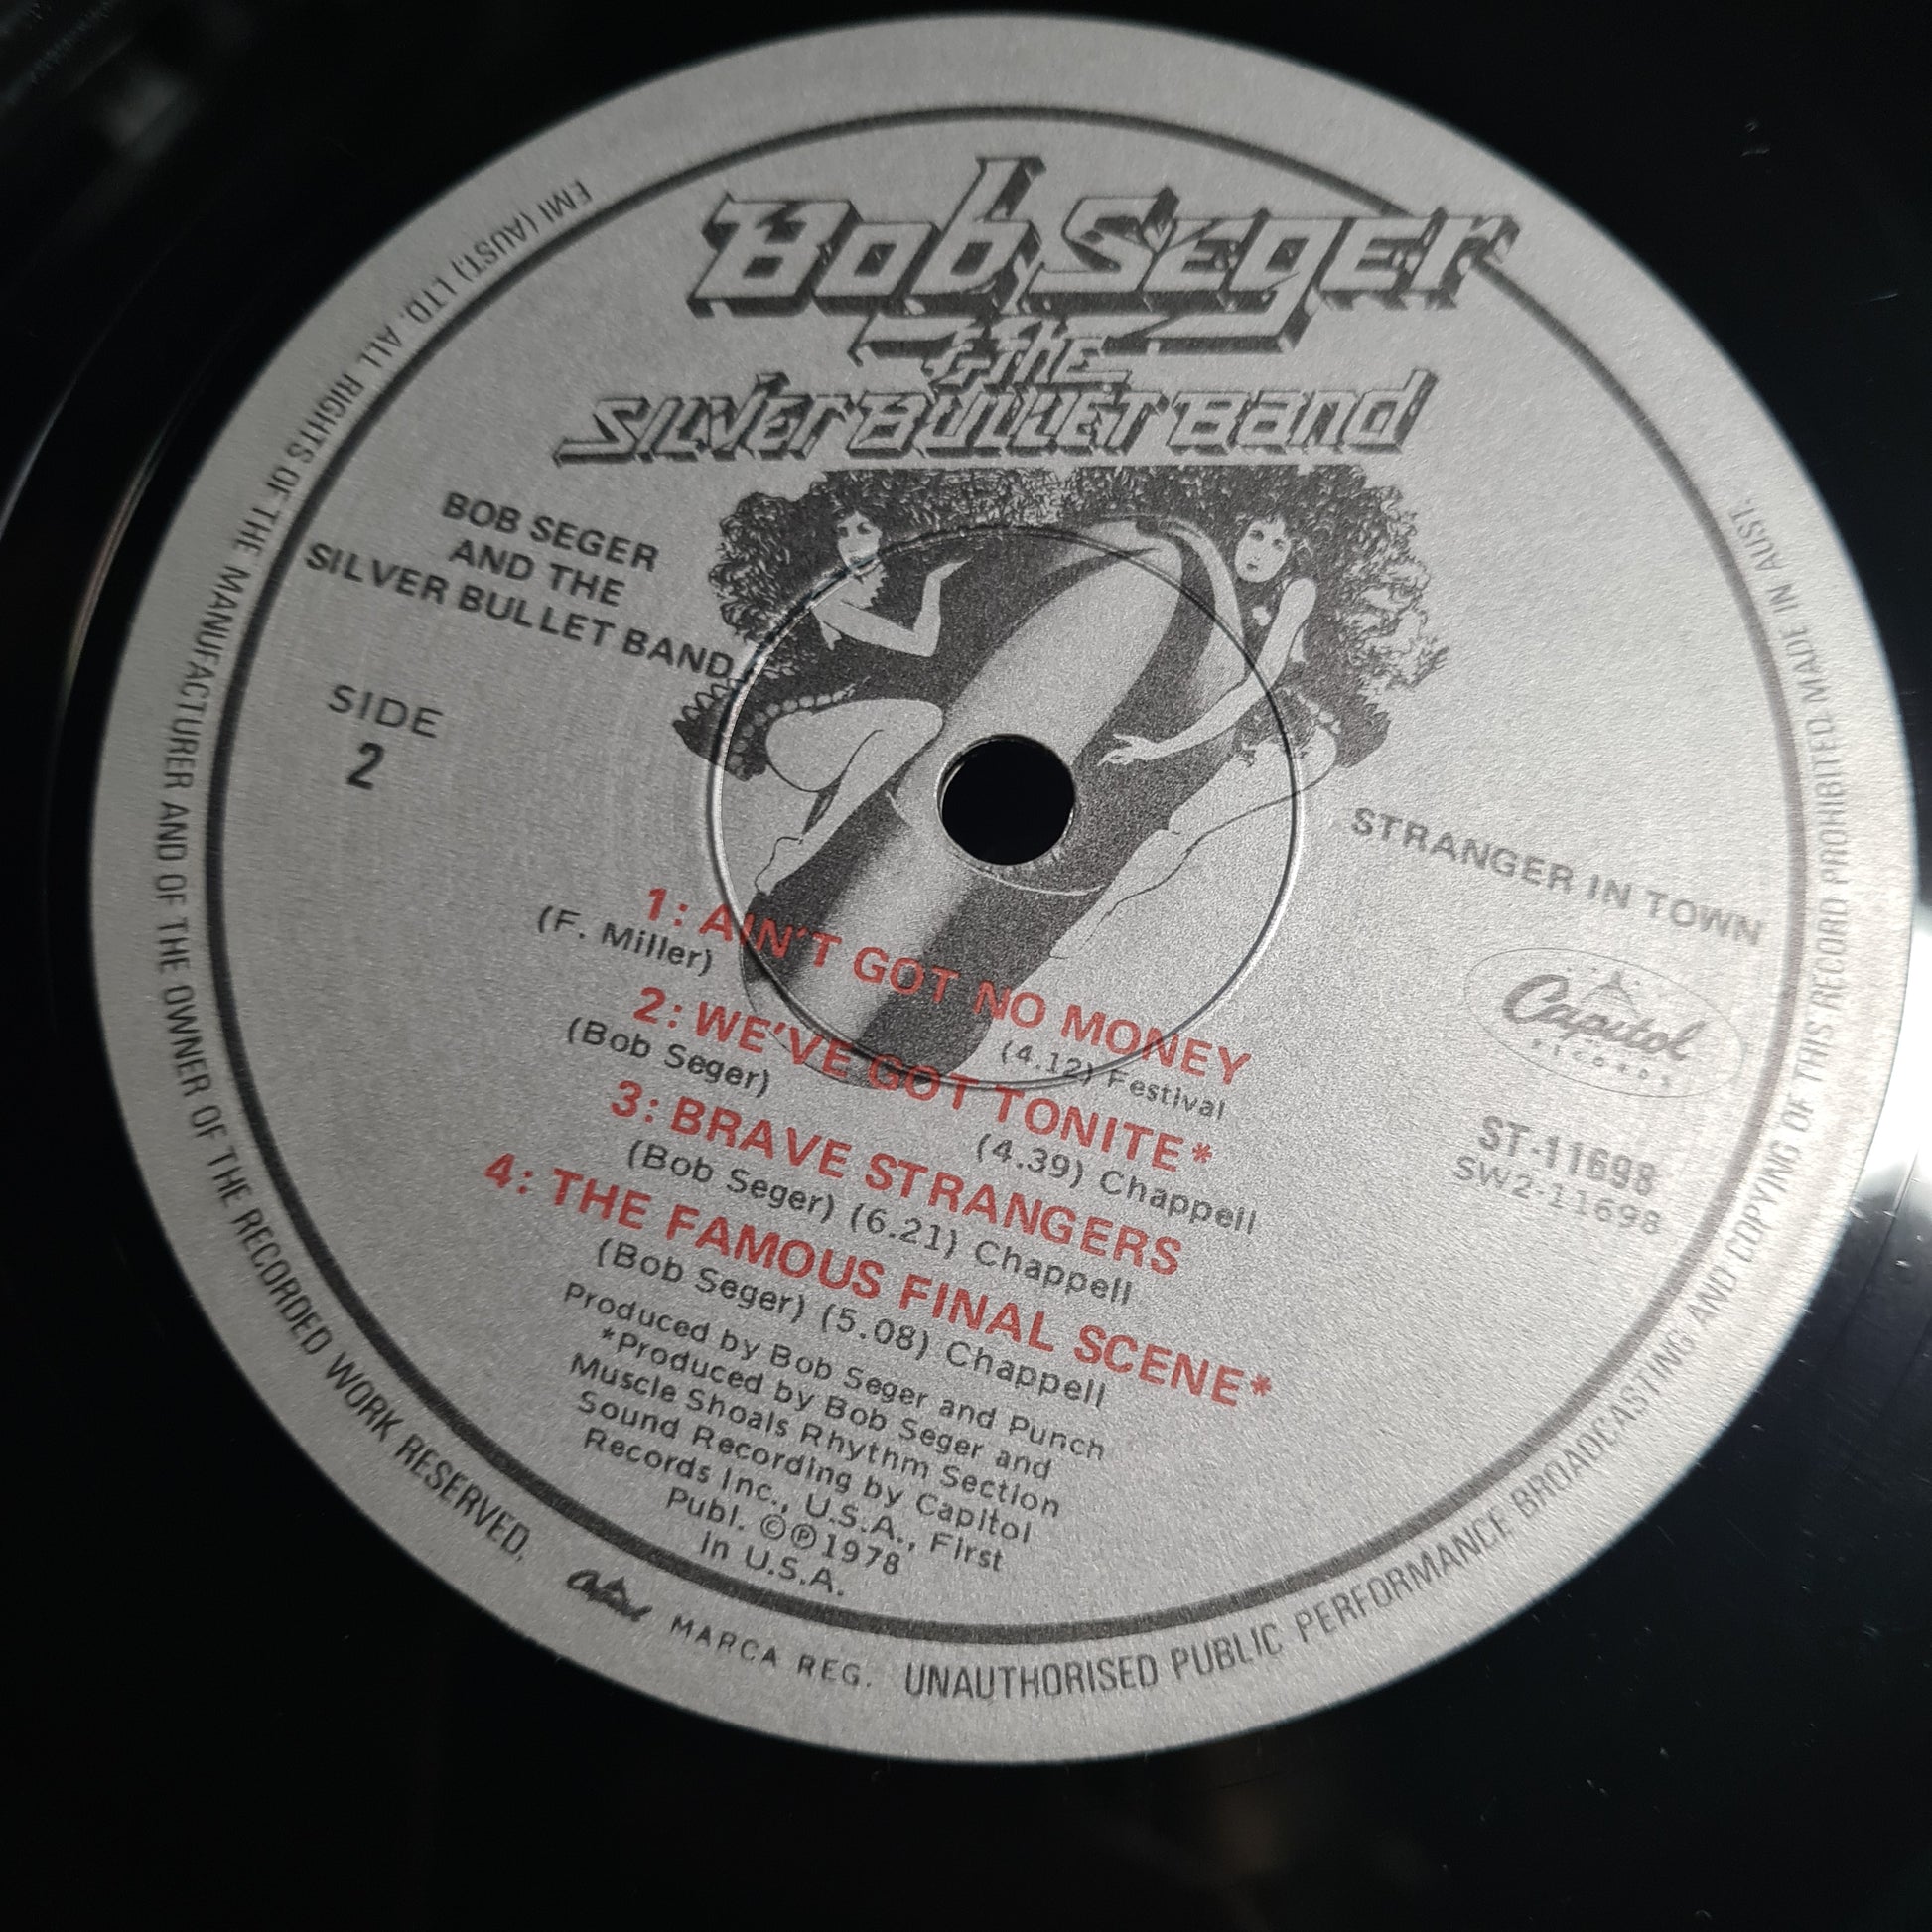 Bob Seger
& the
Silver Bullet Band
BOB SEGER
AND THE
SILVER BULLET BAND
SIDE
2
STRANGER IN TOWN
Capitol
RECORDS
ST-11698
SW2-11698
1: AIN'T GOT NO MONEY
(F. Miller)
(4.12) Festival
2: WE'VE GOT TONITE*
(Bob Seger)
(4.39) Chappell
3: BRAVE STRANGERS
(Bob Seger) (6.21) Chappell
4: THE FAMOUS FINAL SCENE*
(Bob Seger) (5.08) Chappell
Produced by Bob Seger and Punch
*Produced by Bob Seger and
Muscle Shoals Rhythm Section
Sound Recording by Capitol
Records Inc., U.S.A., First
Publ. ©℗1978
in U.S.A.
EMI (AUST.) LTD. ALL RIGHTS OF THE MANUFACTURER AND OF THE OWNER OF THE RECORDED WORK RESERVED.
Capitol MARCA REG.
UNAUTHORISED PUBLIC PERFORMANCE BROADCASTING AND COPYING OF THIS RECORD PROHIBITED MADE IN AUST.